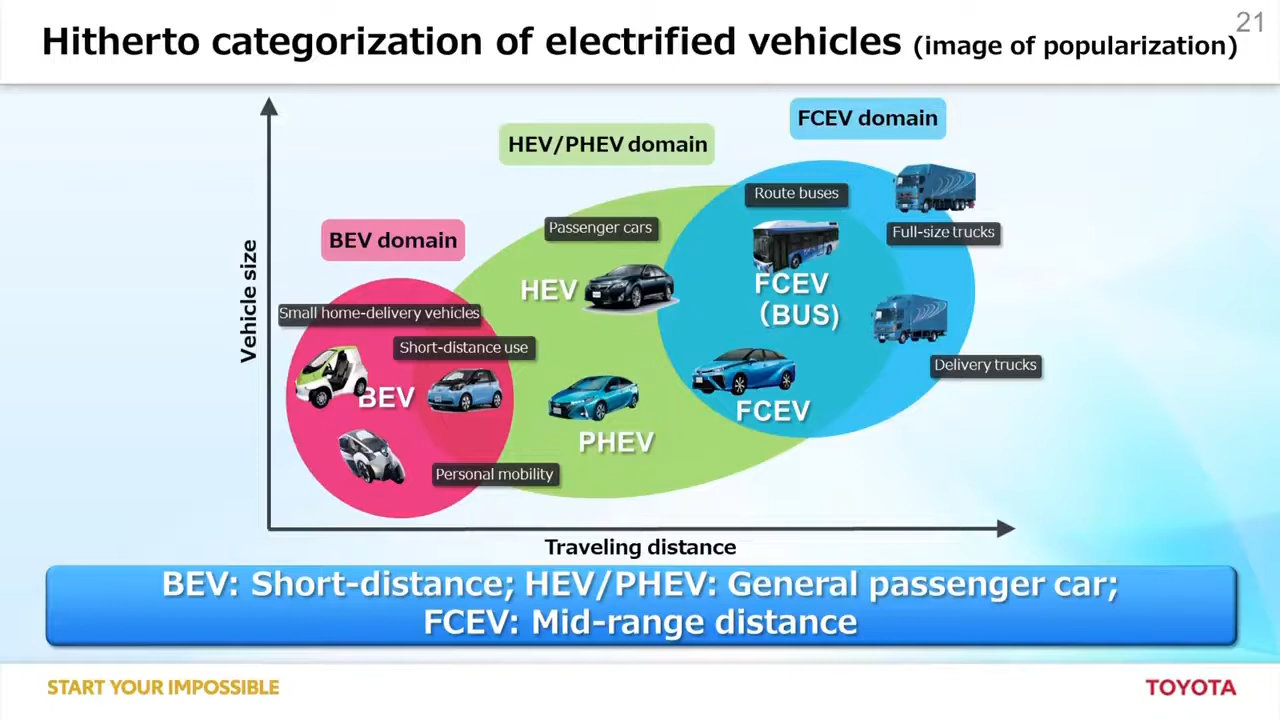 21
Hitherto categorization of electrified vehicles (image of popularization)
FCEV domain
HEV/PHEV domain
BEV domain
Route buses
Full-size trucks
Passenger cars
HEV
FCEV
(BUS)
Small home-delivery vehicles
Short-distance use
Delivery trucks
BEV
FCEV
PHEV
Personal mobility
Vehicle size
Traveling distance
BEV: Short-distance; HEV/PHEV: General passenger car;
FCEV: Mid-range distance
START YOUR IMPOSSIBLE
TOYOTA